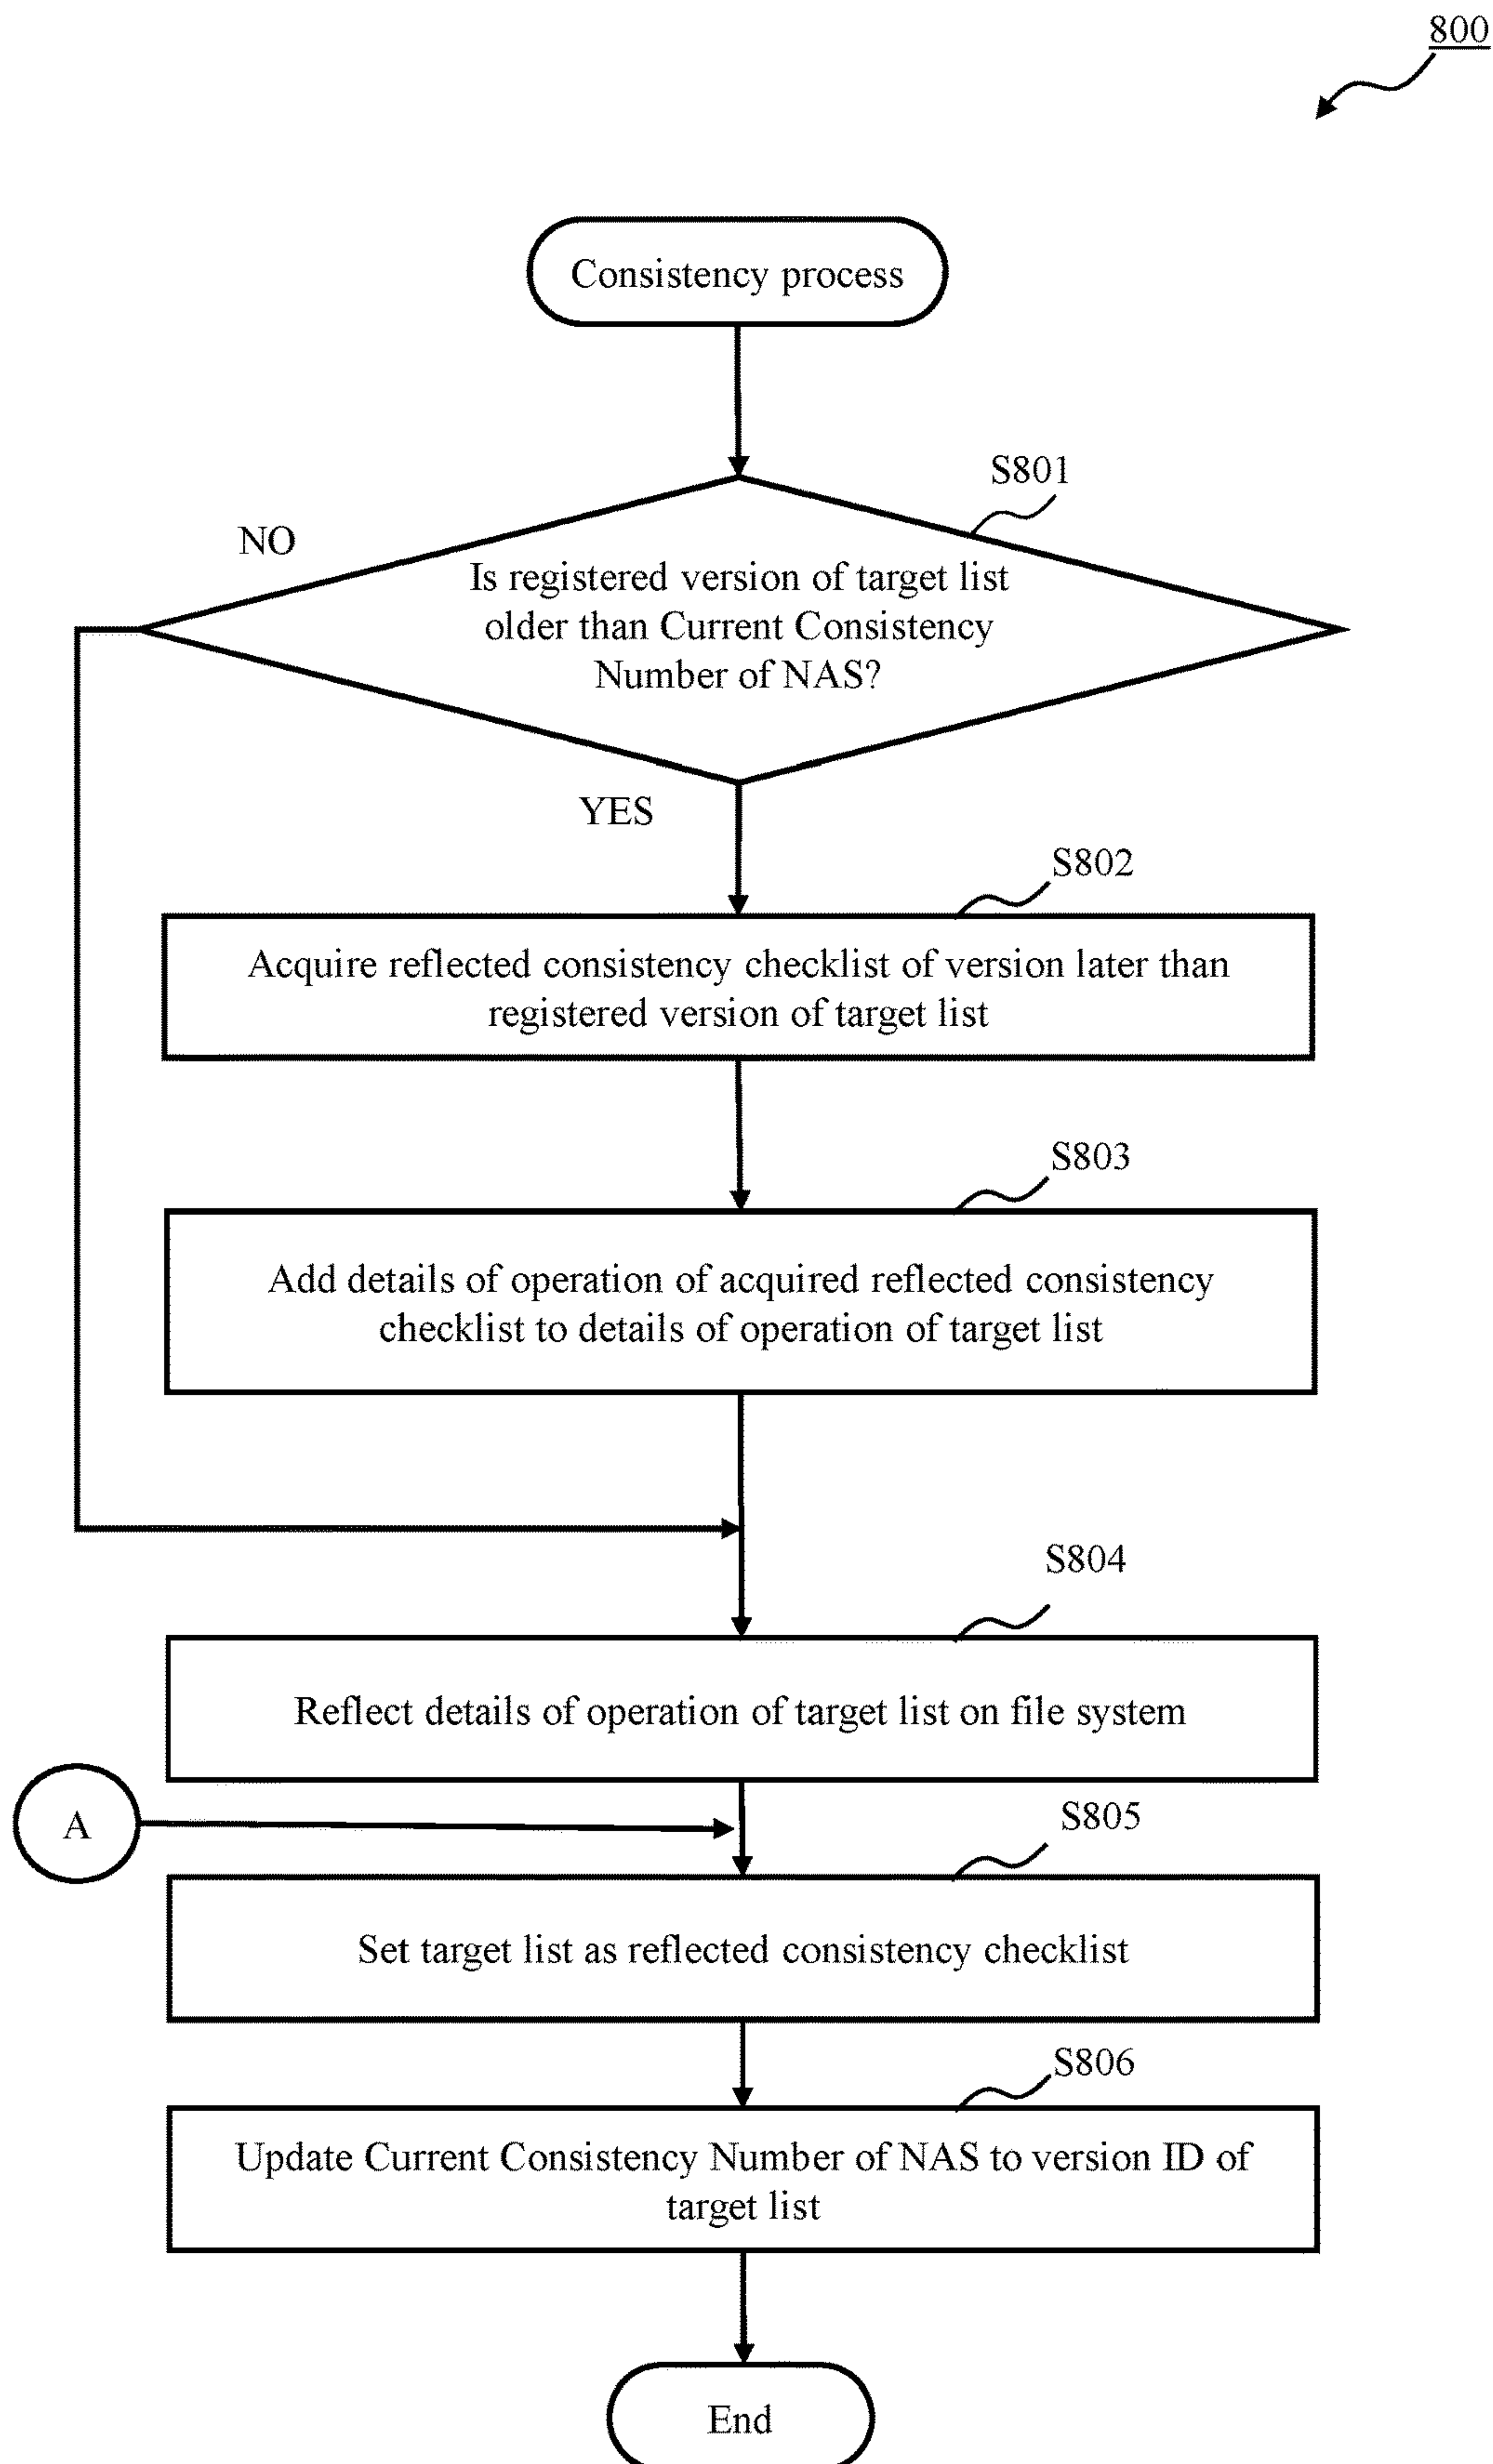 800
Consistency process
S801
NO
Is registered version of target list
older than Current Consistency
Number of NAS?
YES
S802
Acquire reflected consistency checklist of version later than
registered version of target list
S803
Add details of operation of acquired reflected consistency
checklist to details of operation of target list
S804
Reflect details of operation of target list on file system
A
S805
Set target list as reflected consistency checklist
S806
Update Current Consistency Number of NAS to version ID of
target list
End